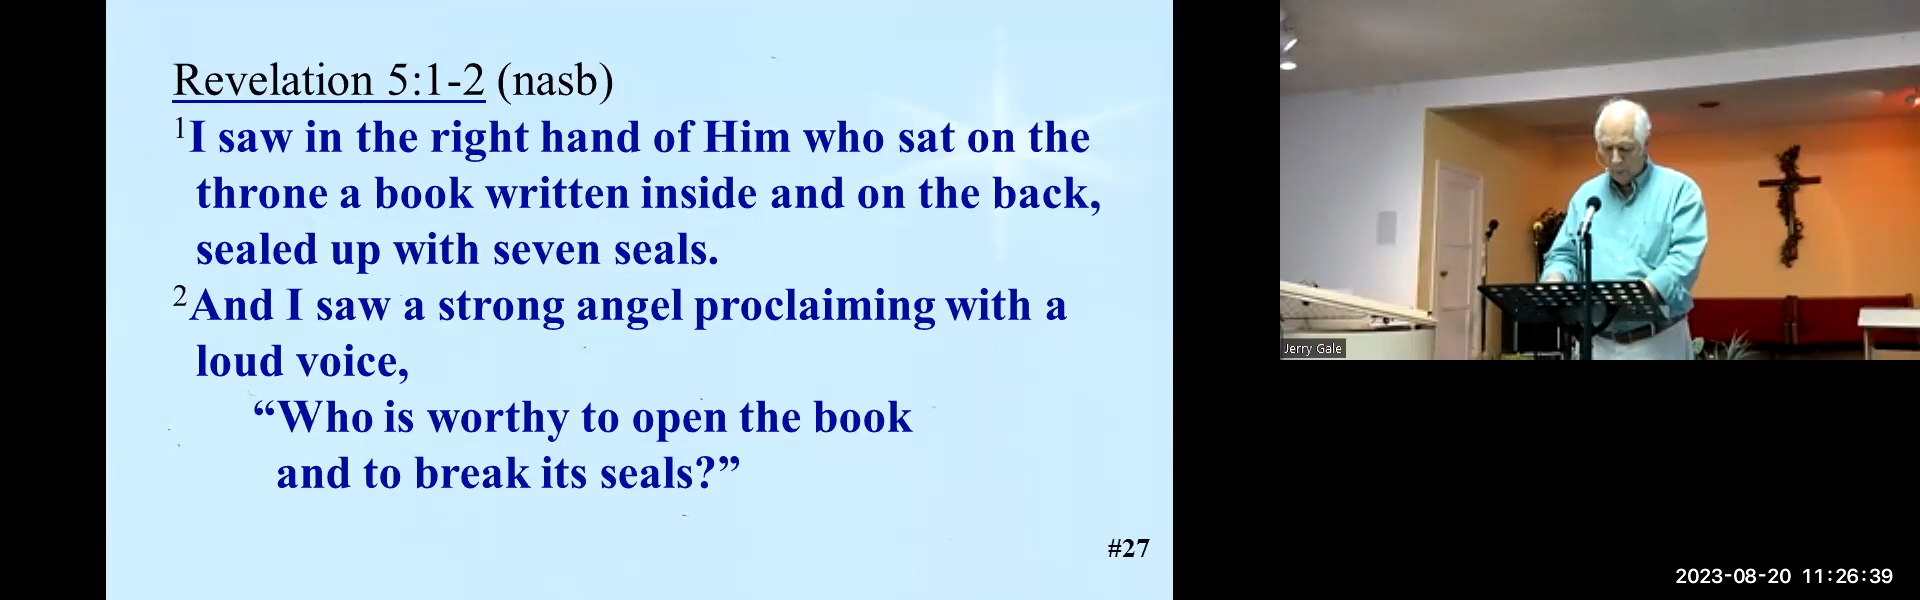 Revelation 5:1-2 (nasb)
1I saw in the right hand of Him who sat on the
throne a book written inside and on the back,
sealed up with seven seals.
2And I saw a strong angel proclaiming with a
loud voice,
“Who is worthy to open the book
and to break its seals?”
#27
Jerry Gale
2023-08-20 11:26:39